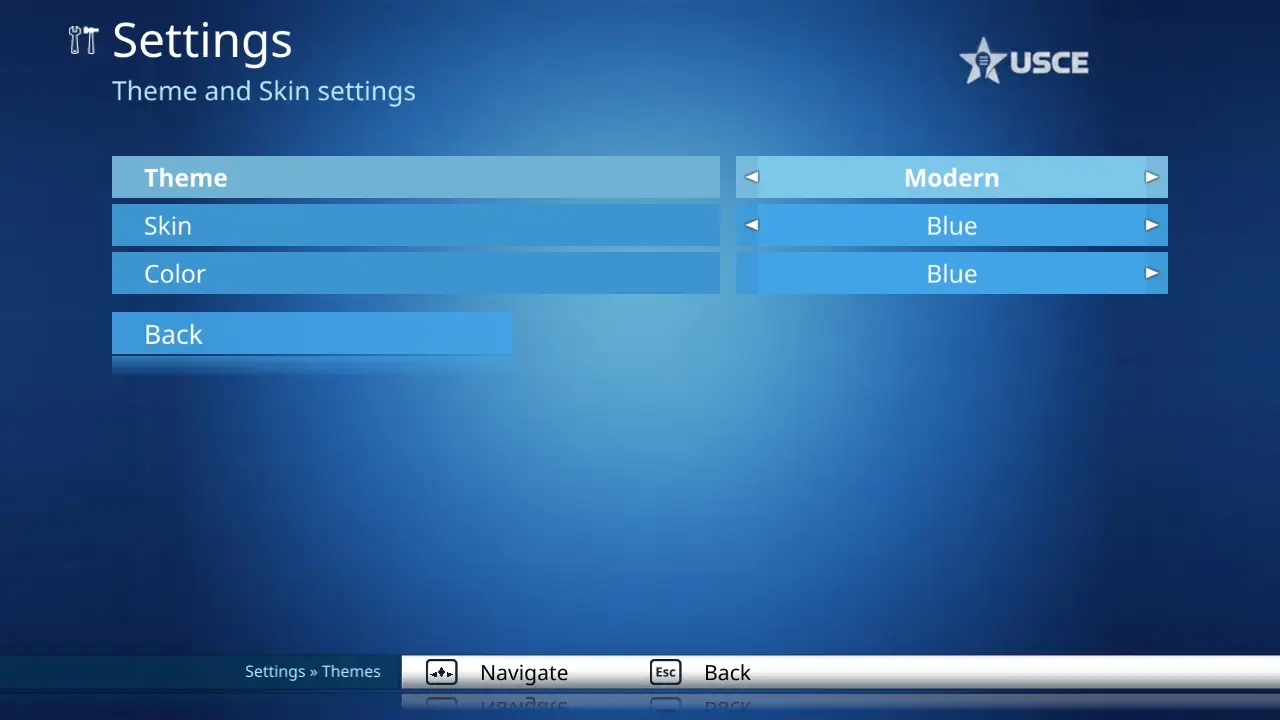 Settings
USCE
Theme and Skin settings
Theme Modern
Skin Blue
Color Blue
Back
Settings » Themes Navigate Esc Back